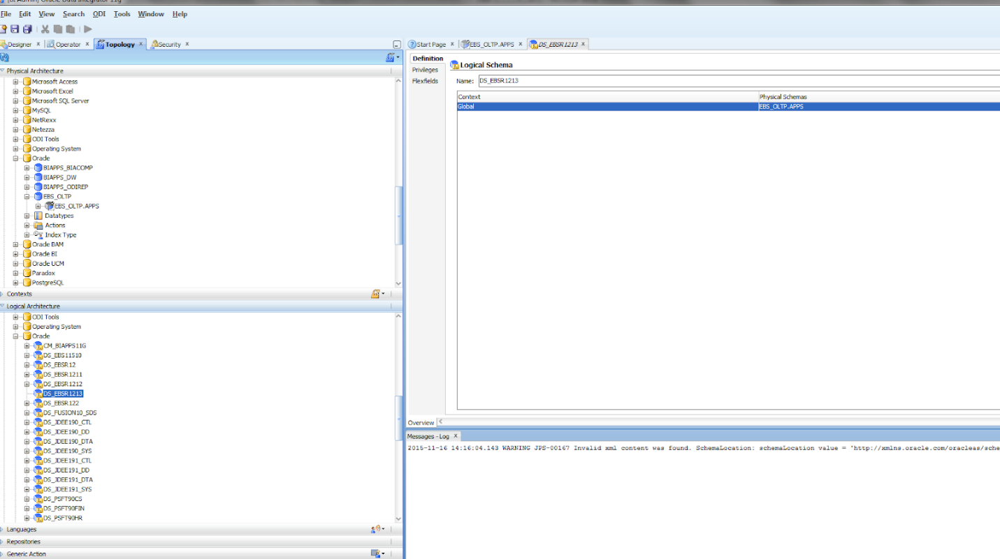 [BI Admin] Oracle Data Integrator 11g
File Edit View Search ODI Tools Window Help
Designer x Operator x Topology x Security x
Physical Architecture
Microsoft Access
Microsoft Excel
Microsoft SQL Server
MySQL
NetRexx
Netezza
ODI Tools
Operating System
Oracle
BIAPPS_BIACOMP
BIAPPS_DW
BIAPPS_ODIREP
EBS_OLTP
EBS_OLTP.APPS
Datatypes
Actions
Index Type
Oracle BAM
Oracle BI
Oracle UCM
Paradox
PostgreSQL
Contexts
Logical Architecture
ODI Tools
Operating System
Oracle
CM_BIAPPS11G
DS_EBS11510
DS_EBSR12
DS_EBSR1211
DS_EBSR1212
DS_EBSR1213
DS_EBSR122
DS_FUSION10_SDS
DS_JDEE190_CTL
DS_JDEE190_DD
DS_JDEE190_DTA
DS_JDEE190_SYS
DS_JDEE191_CTL
DS_JDEE191_DD
DS_JDEE191_DTA
DS_JDEE191_SYS
DS_PSFT90CS
DS_PSFT90FIN
DS_PSFT90HR
Languages
Repositories
Generic Action
Start Page x EBS_OLTP.APPS x DS_EBSR1213 x
Definition
Privileges
Flexfields
Logical Schema
Name: DS_EBSR1213
Context Physical Schemas
Global EBS_OLTP.APPS
Overview
Messages - Log x
2015-11-16 14:16:04.143 WARNING JPS-00167 Invalid xml content was found. SchemaLocation: schemaLocation value = 'http://xmlns.oracle.com/oracleas/sche